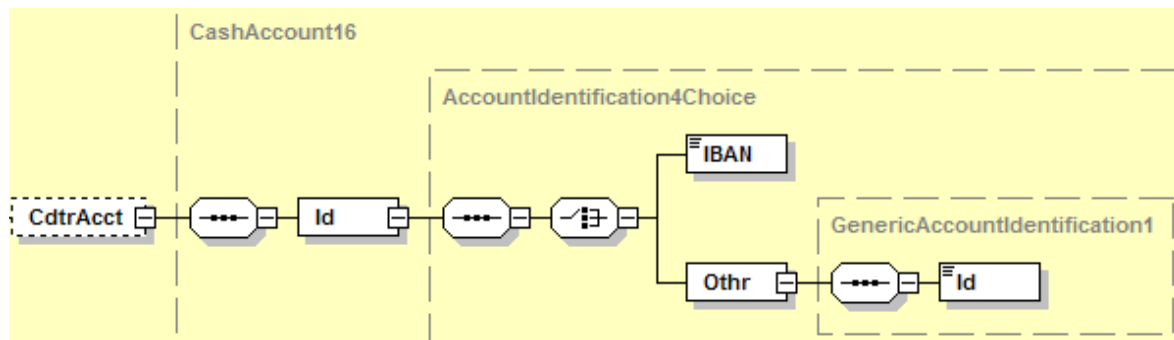 CashAccount16
AccountIdentification4Choice
IBAN
CdtrAcct
Id
GenericAccountIdentification1
Othr
Id